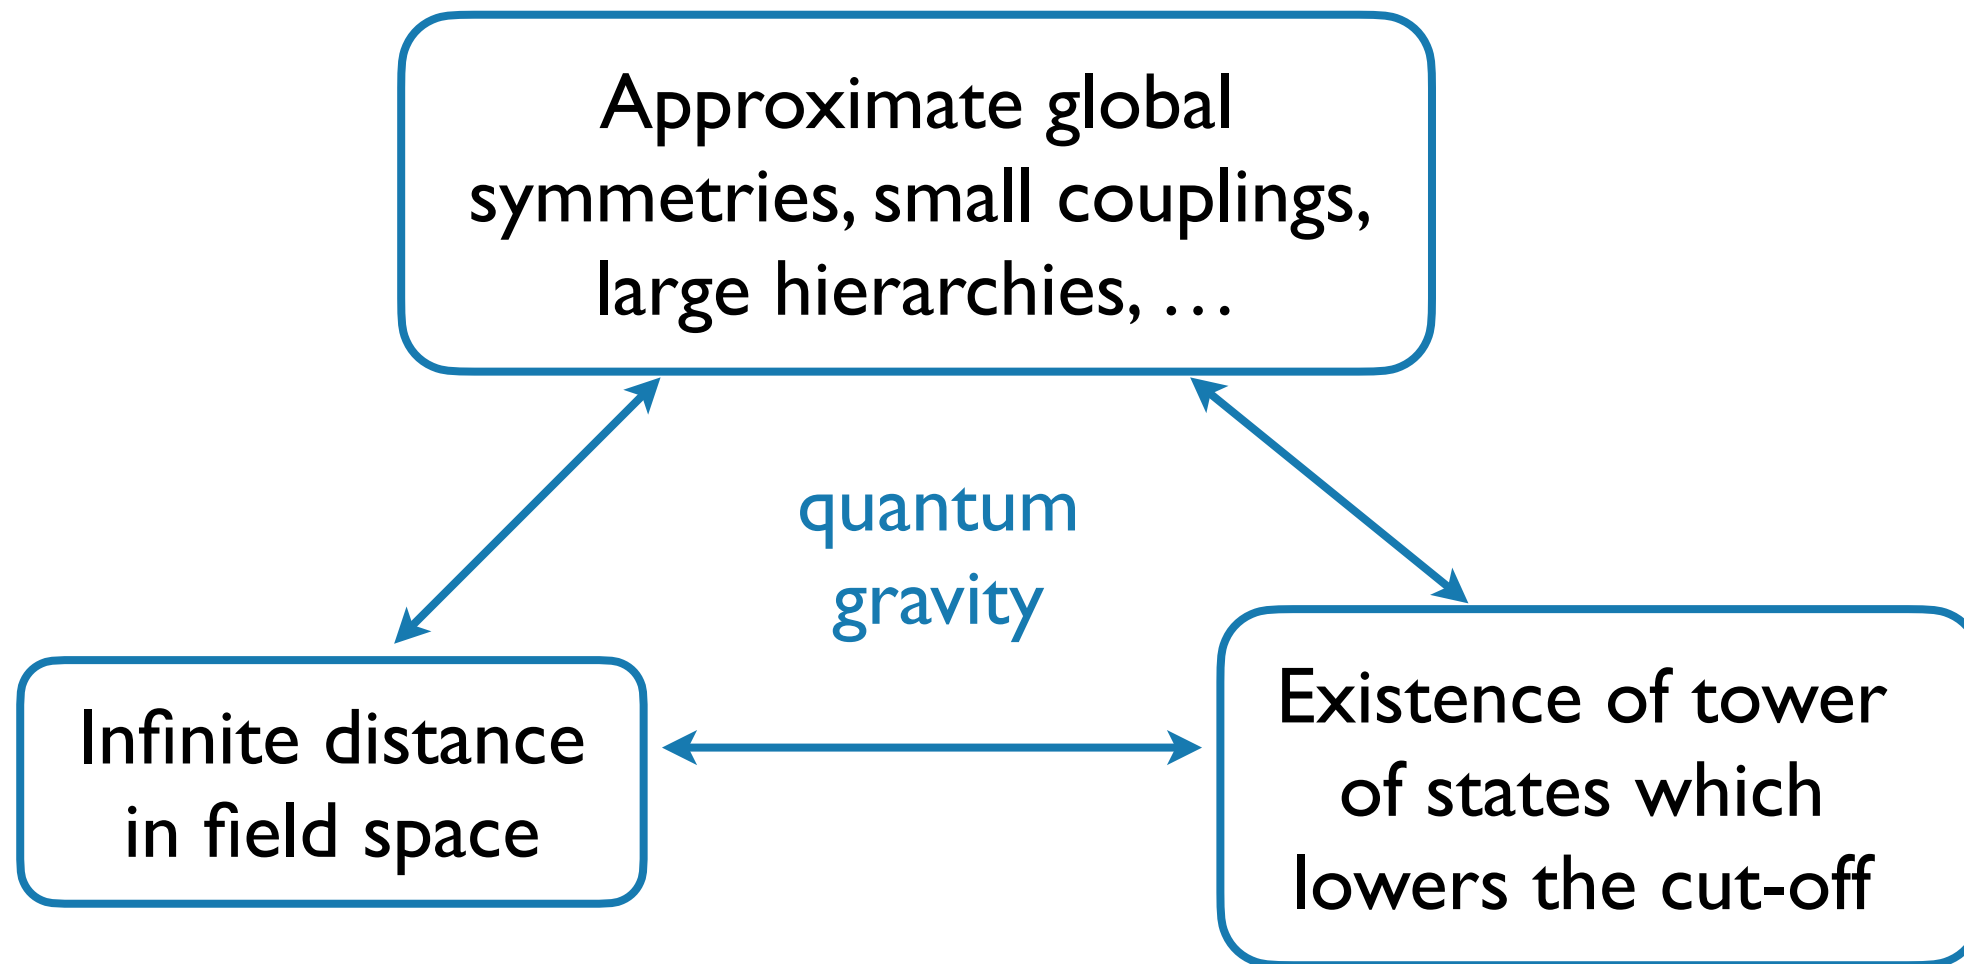 Approximate global
symmetries, small couplings,
large hierarchies, …
quantum
gravity
Infinite distance
in field space
Existence of tower
of states which
lowers the cut-off